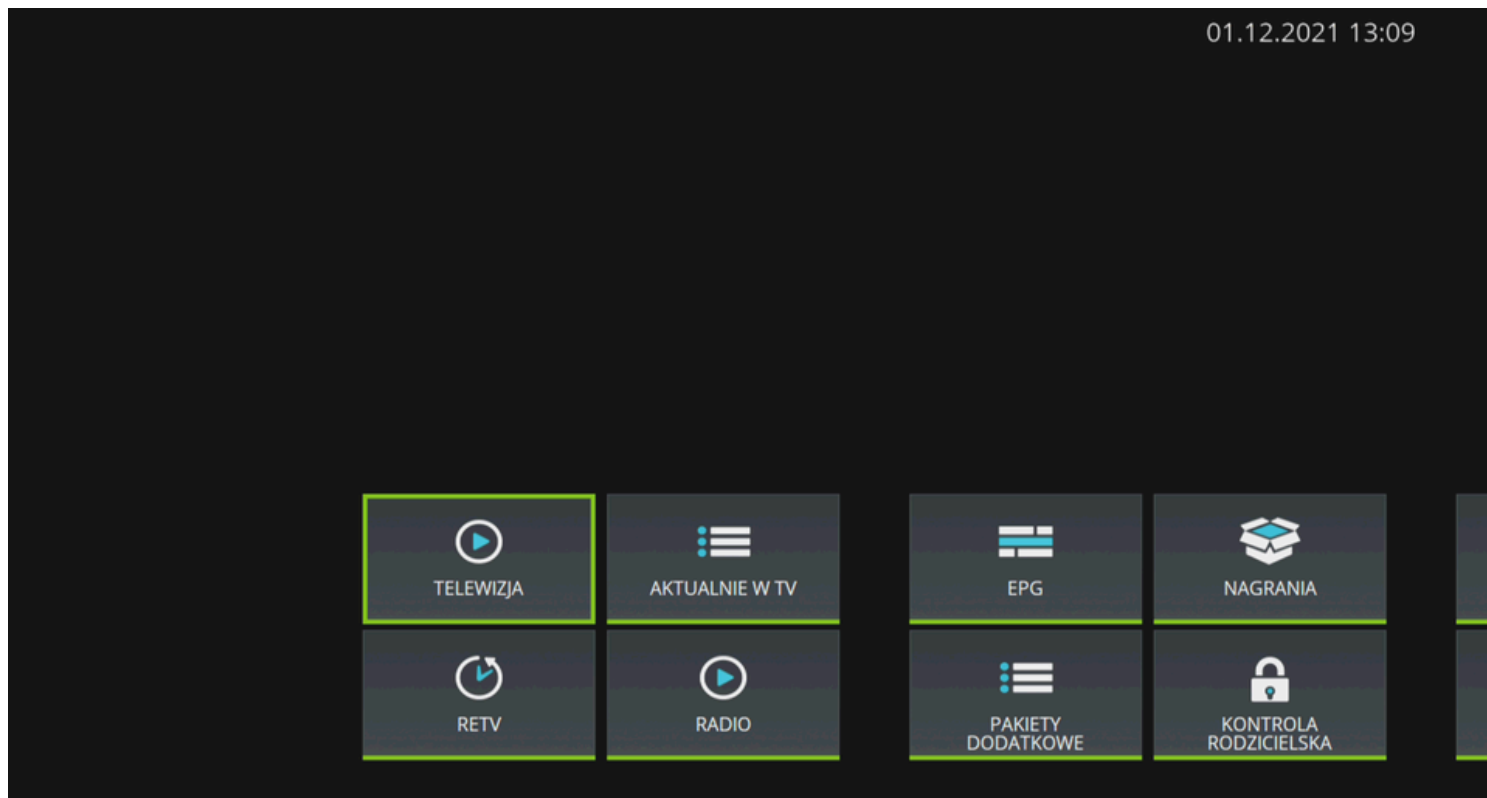 01.12.2021 13:09
TELEWIZJA
AKTUALNIE W TV
EPG
NAGRANIA
RETV
RADIO
PAKIETY
DODATKOWE
KONTROLA
RODZICIELSKA